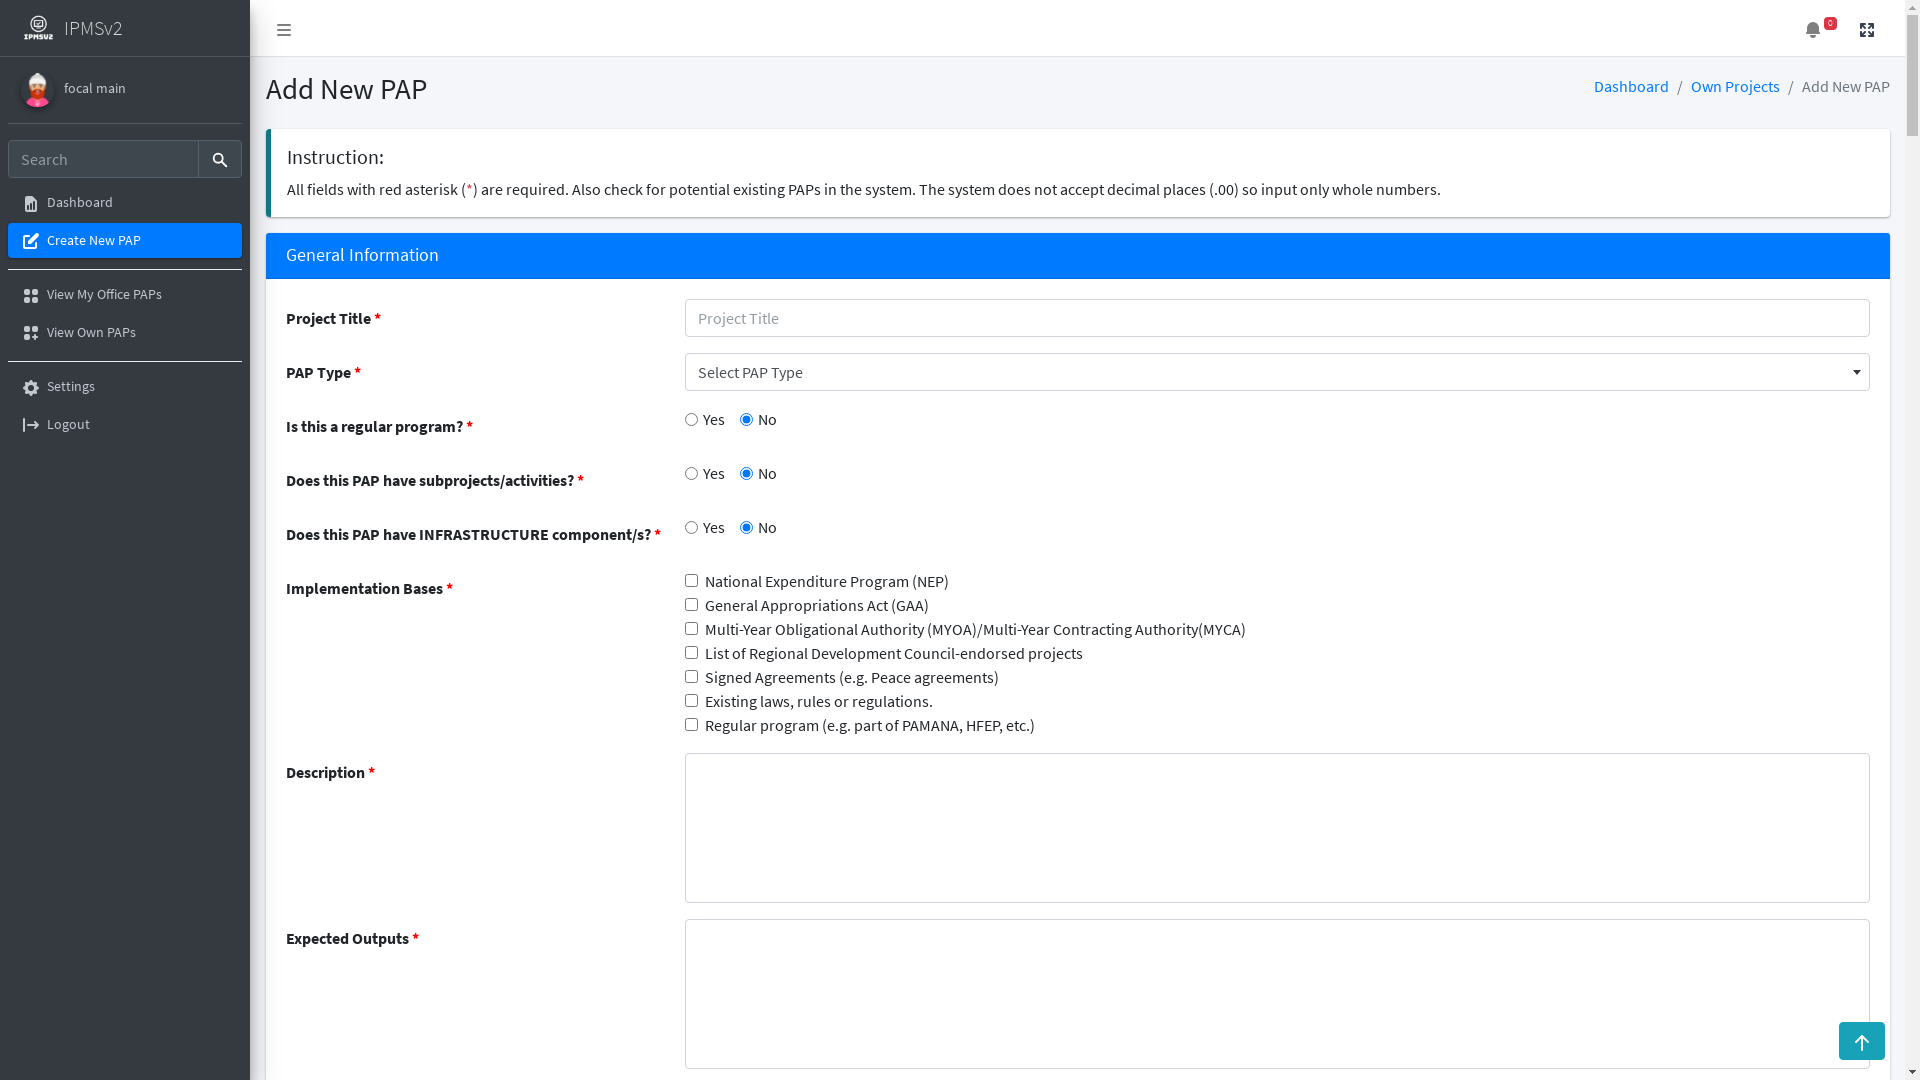 IPMSV2
IPMSv2
0
focal main
Add New PAP
Dashboard / Own Projects / Add New PAP
Search
Instruction:
All fields with red asterisk (*) are required. Also check for potential existing PAPs in the system. The system does not accept decimal places (.00) so input only whole numbers.
Dashboard
Create New PAP
View My Office PAPs
View Own PAPs
Settings
Logout
General Information
Project Title *
Project Title
PAP Type *
Select PAP Type
Is this a regular program? *
Yes No
Does this PAP have subprojects/activities? *
Yes No
Does this PAP have INFRASTRUCTURE component/s? *
Yes No
Implementation Bases *
National Expenditure Program (NEP)
General Appropriations Act (GAA)
Multi-Year Obligational Authority (MYOA)/Multi-Year Contracting Authority(MYCA)
List of Regional Development Council-endorsed projects
Signed Agreements (e.g. Peace agreements)
Existing laws, rules or regulations.
Regular program (e.g. part of PAMANA, HFEP, etc.)
Description *
Expected Outputs *